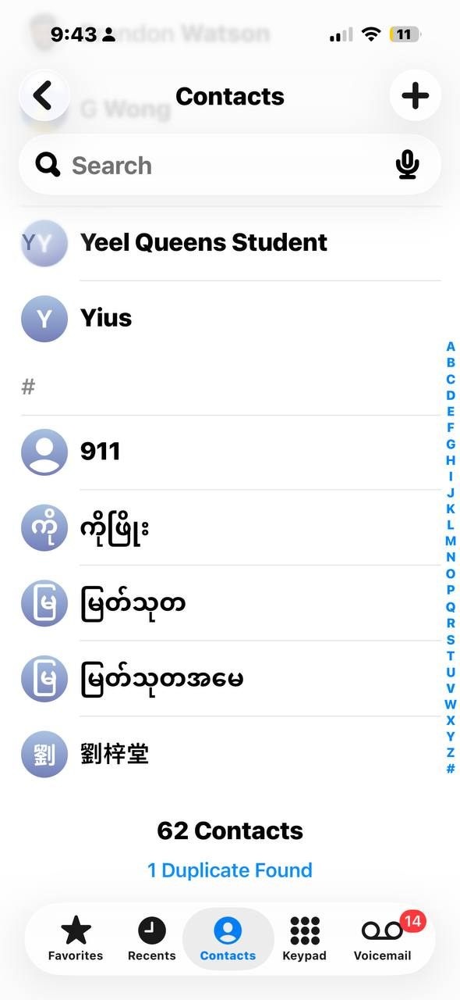 9:43
11
Watson
G Wong
Contacts
Search
YY
Yeel Queens Student
Y
Yius
#
911
ကို
ကိုဖြိုး
မြ
မြတ်သုတ
မြ
မြတ်သုတအမေ
劉
劉梓堂
A
B
C
D
E
F
G
H
I
J
K
L
M
N
O
P
Q
R
S
T
U
V
W
X
Y
Z
#
62 Contacts
1 Duplicate Found
14
Favorites
Recents
Contacts
Keypad
Voicemail